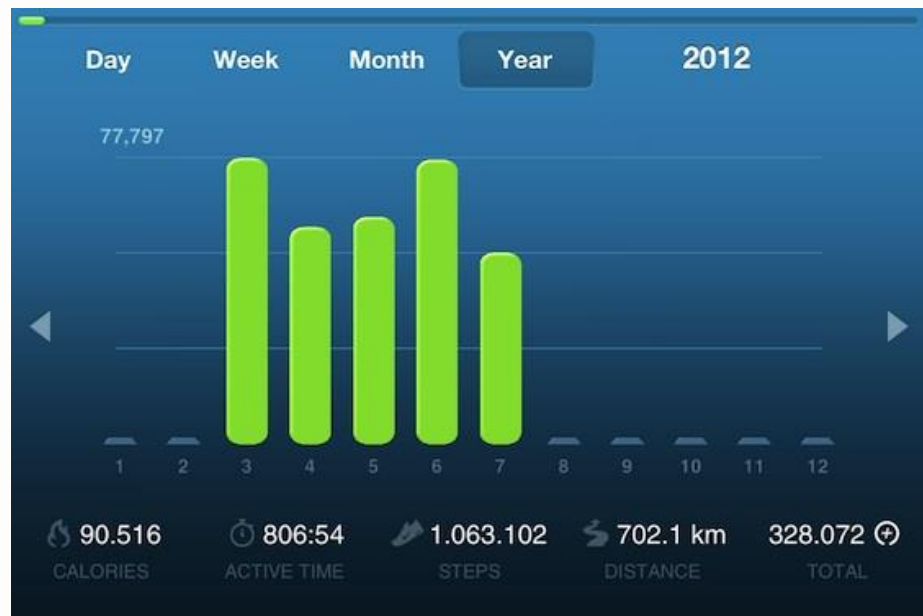 Day Week Month Year 2012
77,797
1 2 3 4 5 6 7 8 9 10 11 12
90.516 806:54 1.063.102 702.1 km 328.072
CALORIES ACTIVE TIME STEPS DISTANCE TOTAL